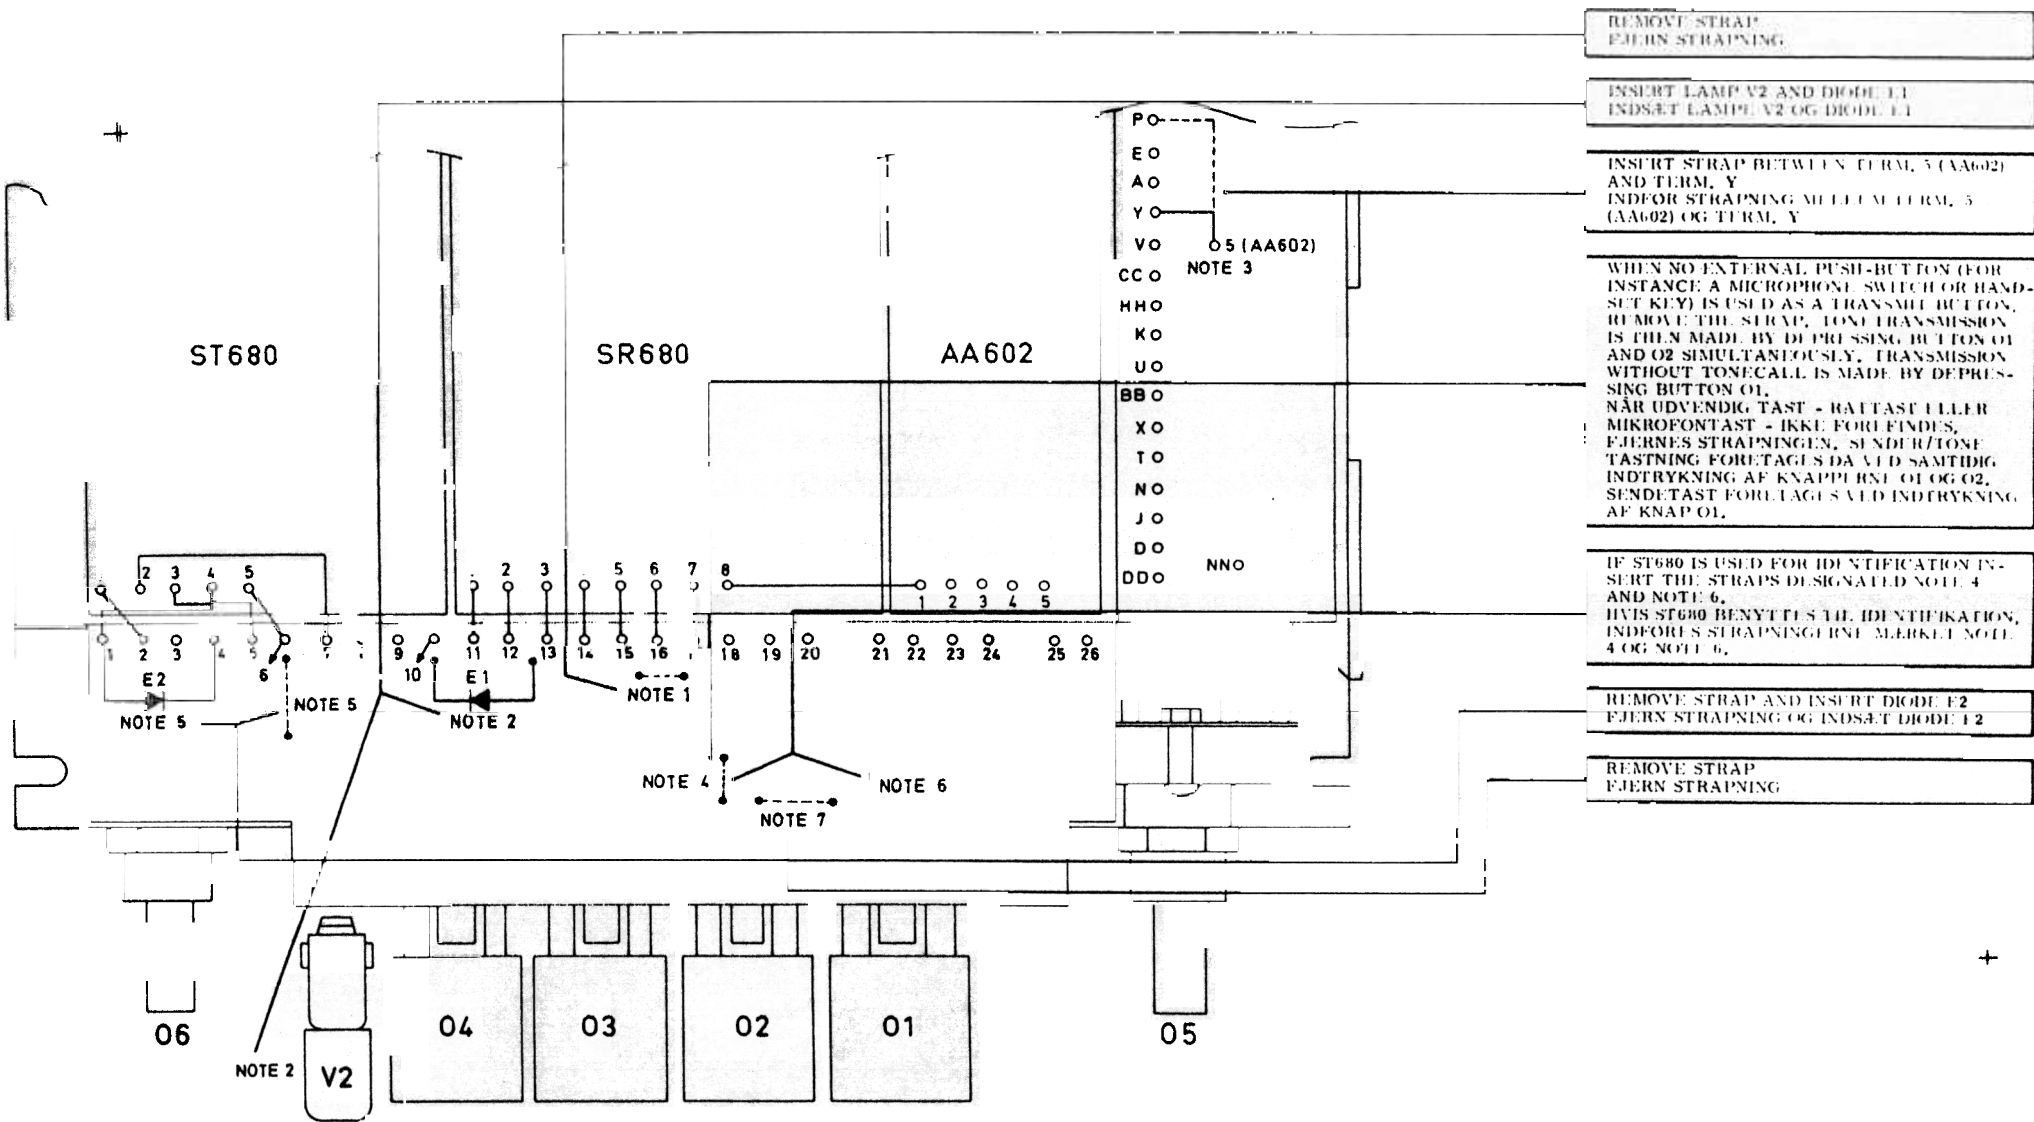 REMOVE STRAP
FJERN STRAPNING
INSERT LAMP V2 AND DIODE E1
INDSÆT LAMPE V2 OG DIODE E1
INSERT STRAP BETWEEN TERM. 5 (AA602)
AND TERM. Y
INDFØR STRAPNING MELLEM TERM. 5
(AA602) OG TERM. Y
WHEN NO EXTERNAL PUSH-BUTTON (FOR
INSTANCE A MICROPHONE SWITCH OR HAND-
SET KEY) IS USED AS A TRANSMIT BUTTON,
REMOVE THE STRAP. TONE TRANSMISSION
IS THEN MADE BY DEPRESSING BUTTON O1
AND O2 SIMULTANEOUSLY. TRANSMISSION
WITHOUT TONECALL IS MADE BY DEPRES-
SING BUTTON O1.
NÅR UDVENDIG TAST - RATTAST ELLER
MIKROFONTAST - IKKE FOREFINDES,
FJERNES STRAPNINGEN. SENDER/TONE
TASTNING FORETAGES DA VED SAMTIDIG
INDTRYKNING AF KNAPPERNE O1 OG O2.
SENDETAST FORETAGES VED INDTRYKNING
AF KNAP O1.
IF ST680 IS USED FOR IDENTIFICATION IN-
SERT THE STRAPS DESIGNATED NOTE 4
AND NOTE 6.
HVIS ST680 BENYTTES TIL IDENTIFIKATION,
INDFØRES STRAPNINGERNE MÆRKET NOTE
4 OG NOTE 6.
REMOVE STRAP AND INSERT DIODE E2
FJERN STRAPNING OG INDSÆT DIODE E2
REMOVE STRAP
FJERN STRAPNING
P
E
A
Y
V
5 (AA602)
NOTE 3
CC
HH
K
U
BB
X
T
N
J
D
DD
NN
ST680
SR680
AA602
2 3 4 5
2 3 5 6 7 8
1 2 3 4 5
1 2 3 4 5 6 7 9 10 11 12 13 14 15 16 18 19 20 21 22 23 24 25 26
E2
NOTE 5
NOTE 5
E1
NOTE 2
NOTE 1
NOTE 4
NOTE 6
NOTE 7
O6
NOTE 2
V2
O4
O3
O2
O1
O5